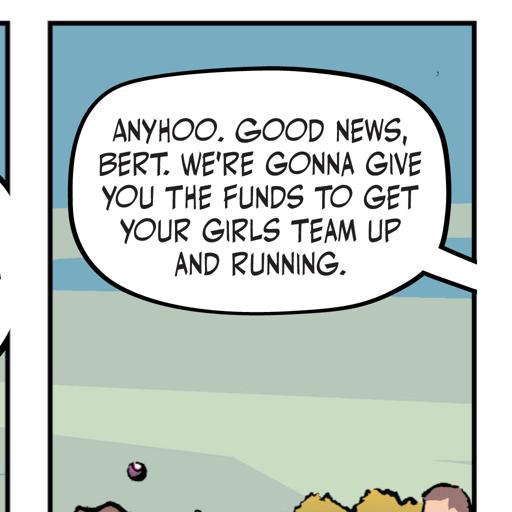 ANYHOO. GOOD NEWS,
BERT. WE'RE GONNA GIVE
YOU THE FUNDS TO GET
YOUR GIRLS TEAM UP
AND RUNNING.